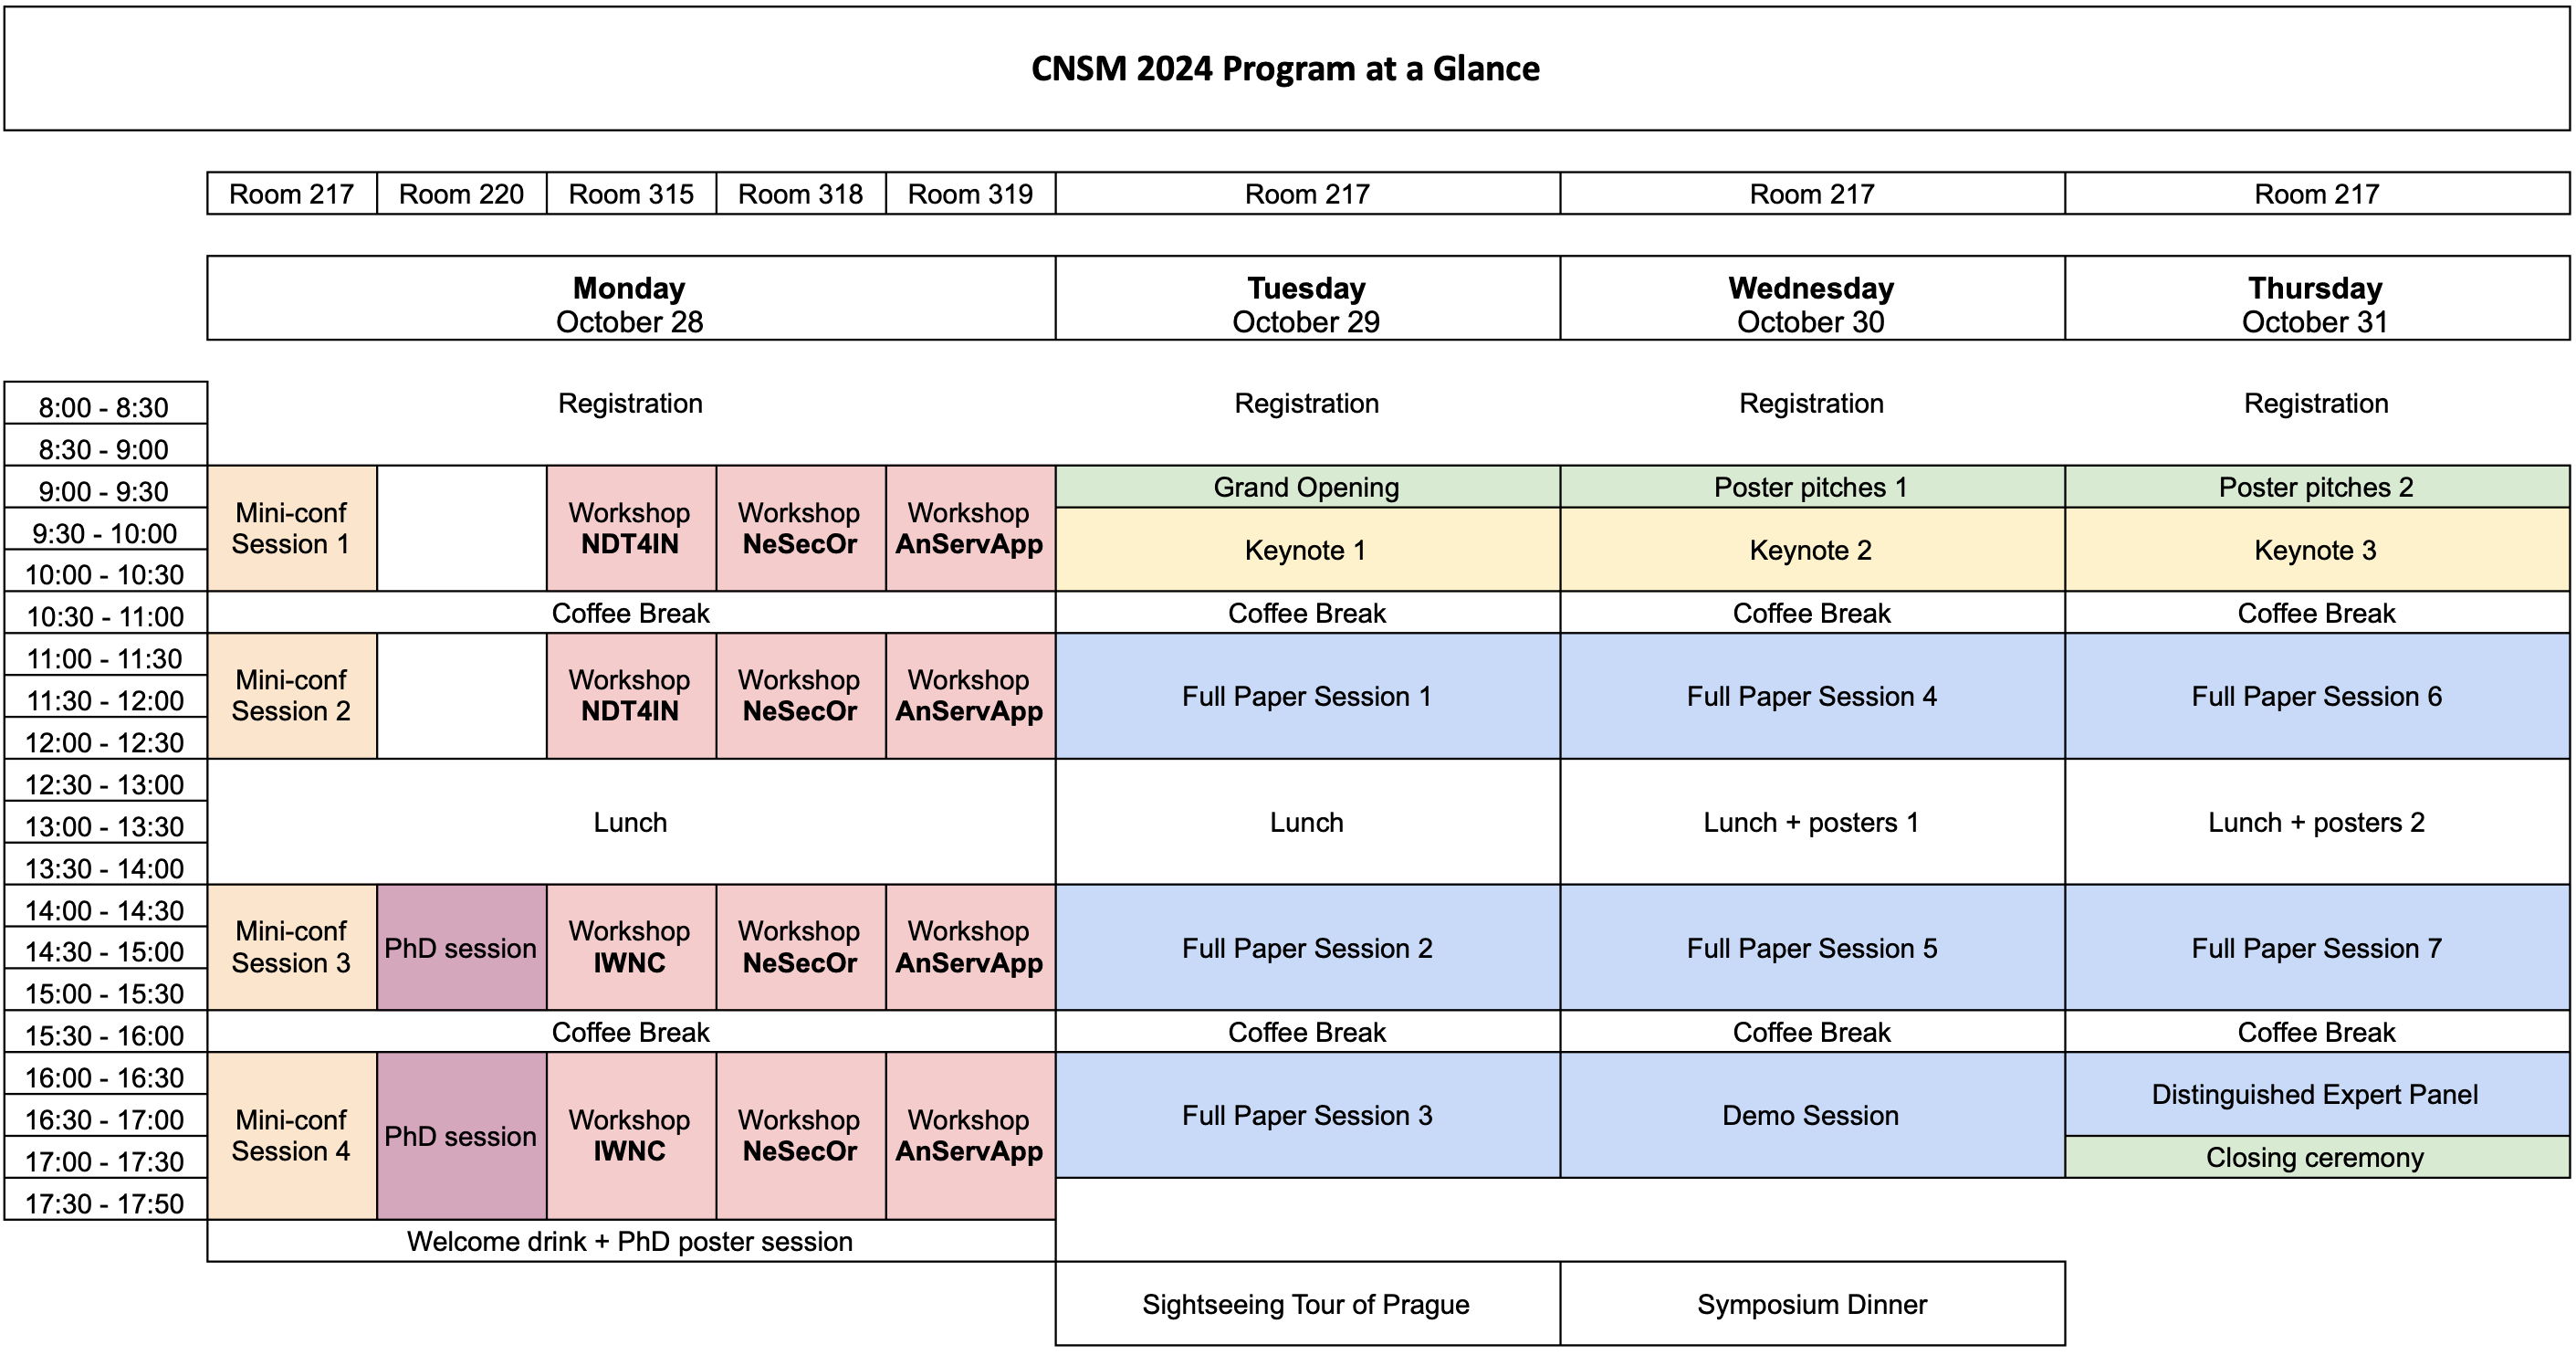 CNSM 2024 Program at a Glance
Room 217 Room 220 Room 315 Room 318 Room 319 Room 217 Room 217 Room 217
Monday Tuesday Wednesday Thursday
October 28 October 29 October 30 October 31
8:00 - 8:30 Registration Registration Registration Registration
8:30 - 9:00
9:00 - 9:30 Grand Opening Poster pitches 1 Poster pitches 2
Mini-conf Workshop Workshop Workshop
9:30 - 10:00
Session 1 NDT4IN NeSecOr AnServApp Keynote 1 Keynote 2 Keynote 3
10:00 - 10:30
10:30 - 11:00 Coffee Break Coffee Break Coffee Break Coffee Break
11:00 - 11:30
Mini-conf Workshop Workshop Workshop
11:30 - 12:00 Full Paper Session 1 Full Paper Session 4 Full Paper Session 6
Session 2 NDT4IN NeSecOr AnServApp
12:00 - 12:30
12:30 - 13:00
13:00 - 13:30 Lunch Lunch Lunch + posters 1 Lunch + posters 2
13:30 - 14:00
14:00 - 14:30
Mini-conf Workshop Workshop Workshop
14:30 - 15:00 PhD session Full Paper Session 2 Full Paper Session 5 Full Paper Session 7
Session 3 IWNC NeSecOr AnServApp
15:00 - 15:30
15:30 - 16:00 Coffee Break Coffee Break Coffee Break Coffee Break
16:00 - 16:30 Distinguished Expert Panel
16:30 - 17:00 Full Paper Session 3 Demo Session
Mini-conf Workshop Workshop Workshop
PhD session
Session 4 IWNC NeSecOr AnServApp
17:00 - 17:30 Closing ceremony
17:30 - 17:50
Welcome drink + PhD poster session
Sightseeing Tour of Prague Symposium Dinner